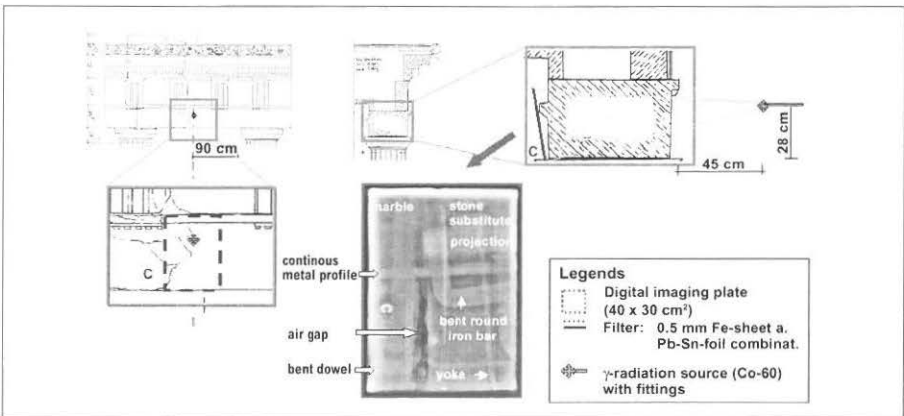 90 cm
C
45 cm
28 cm
C
marble
stone
substitute
projection
continous
metal profile
C
bent round
iron bar
air gap
bent dowel
yoke
Legends
Digital imaging plate
(40 x 30 cm²)
Filter: 0.5 mm Fe-sheet a.
Pb-Sn-foil combinat.
γ-radiation source (Co-60)
with fittings